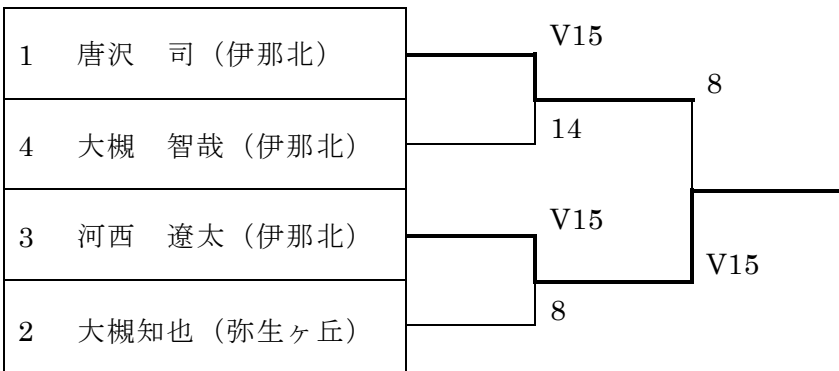 1 唐沢 司（伊那北）
4 大槻 智哉（伊那北）
3 河西 遼太（伊那北）
2 大槻知也（弥生ヶ丘）
V15
14
V15
8
8
V15